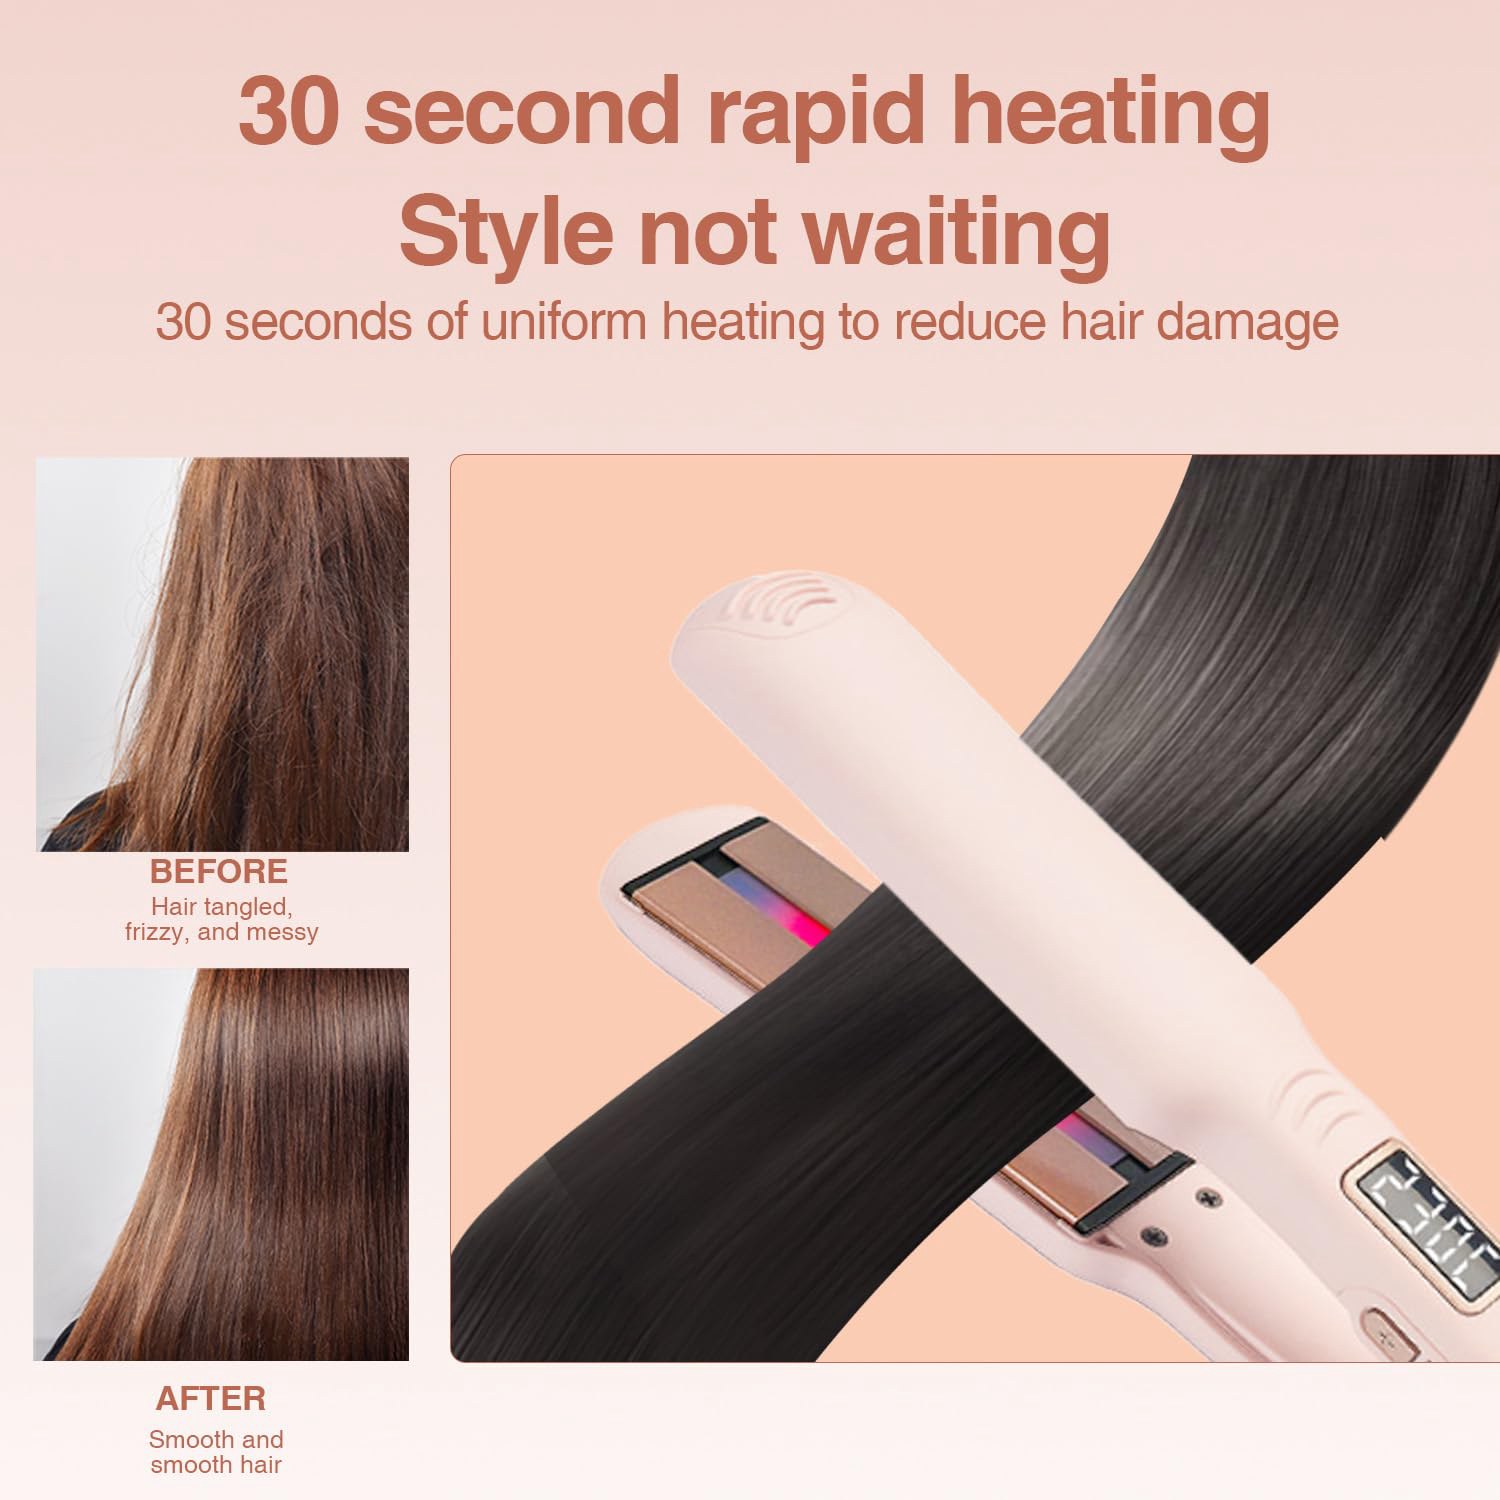 30 second rapid heating
Style not waiting
30 seconds of uniform heating to reduce hair damage
BEFORE
Hair tangled,
frizzy, and messy
AFTER
Smooth and
smooth hair
230C